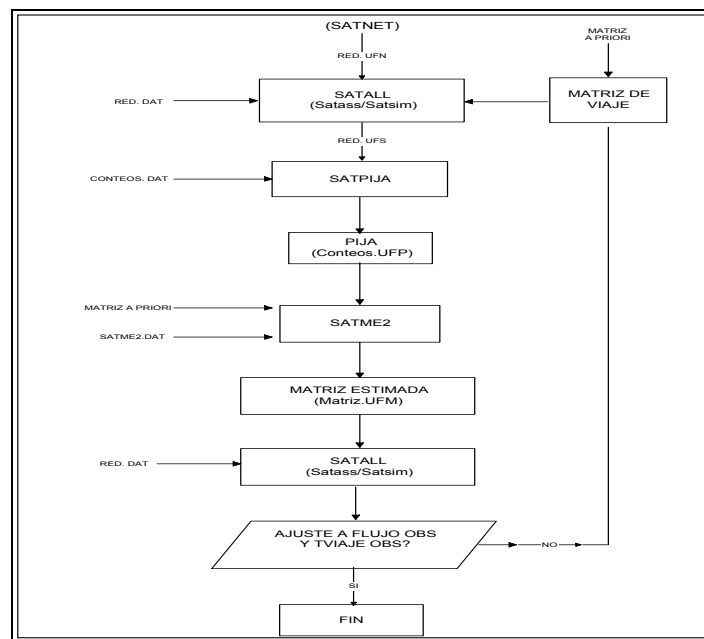 (SATNET)
MATRIZ
A PRIORI
RED. UFN
RED. DAT
SATALL
(Satass/Satsim)
MATRIZ DE
VIAJE
RED. UFS
CONTEOS. DAT
SATPIJA
PIJA
(Conteos.UFP)
MATRIZ A PRIORI
SATME2.DAT
SATME2
MATRIZ ESTIMADA
(Matriz.UFM)
RED. DAT
SATALL
(Satass/Satsim)
AJUSTE A FLUJO OBS
Y TVIAJE OBS?
NO
SI
FIN